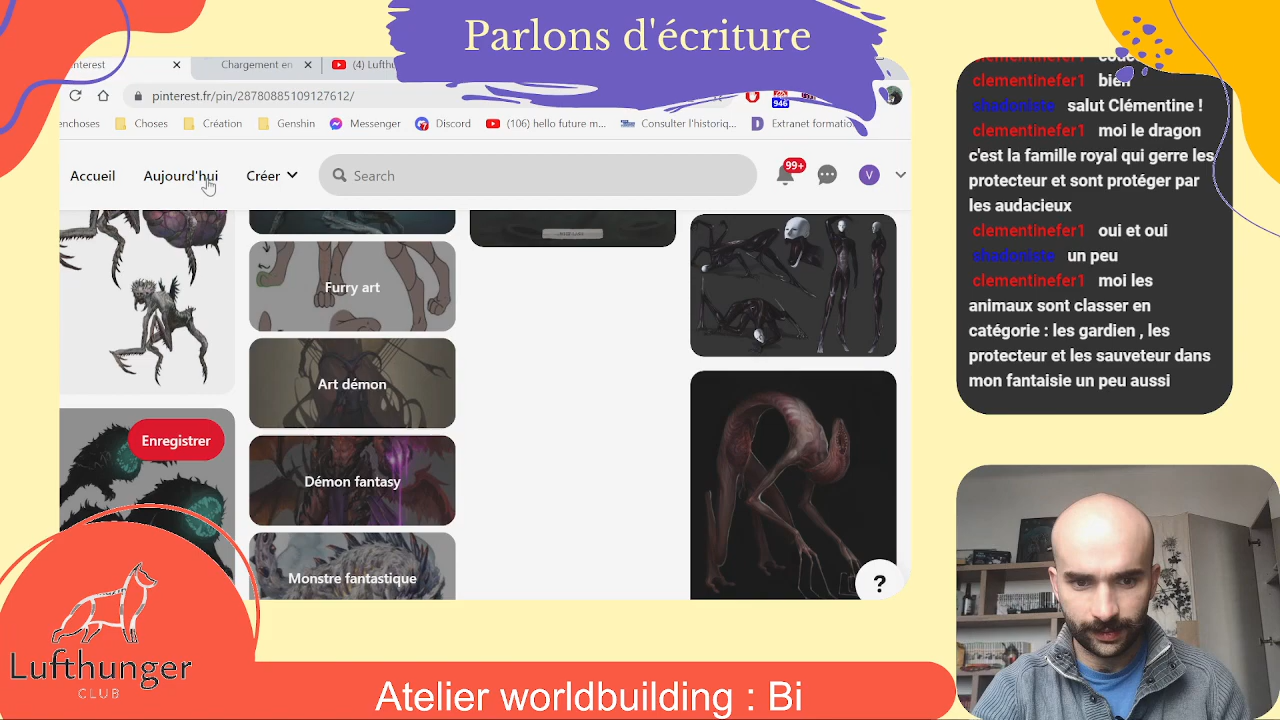 Parlons d'écriture
Chargement en
pinterest.fr/pin/287808385100127612/
946
Choses
Création
Genshin
Messenger
Discord
(106) hello future m...
Consulter l'historiq...
Extranet formatio
Accueil
Aujourd'hui
Créer
Search
99+
V
Furry art
Art démon
Démon fantasy
Monstre fantastique
Enregistrer
?
clementinefer1 bien
shadoniste salut Clémentine !
clementinefer1 moi le dragon
c'est la famille royal qui gerre les
protecteur et sont protéger par
les audacieux
clementinefer1 oui et oui
shadoniste un peu
clementinefer1 moi les
animaux sont classer en
catégorie : les gardien , les
protecteur et les sauveteur dans
mon fantaisie un peu aussi
Lufthunger
CLUB
Atelier worldbuilding : Bi